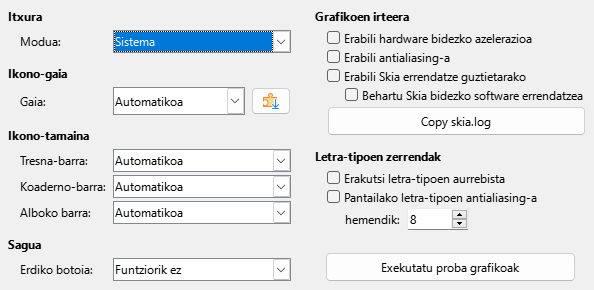 Itxura
Modua: Sistema
Ikono-gaia
Gaia: Automatikoa
Ikono-tamaina
Tresna-barra: Automatikoa
Koaderno-barra: Automatikoa
Alboko barra: Automatikoa
Sagua
Erdiko botoia: Funtziorik ez
Grafikoen irteera
Erabili hardware bidezko azelerazioa
Erabili antialiasing-a
Erabili Skia errendatze guztietarako
Behartu Skia bidezko software errendatzea
Copy skia.log
Letra-tipoen zerrendak
Erakutsi letra-tipoen aurrebista
Pantailako letra-tipoen antialiasing-a
hemendik: 8
Exekutatu proba grafikoak